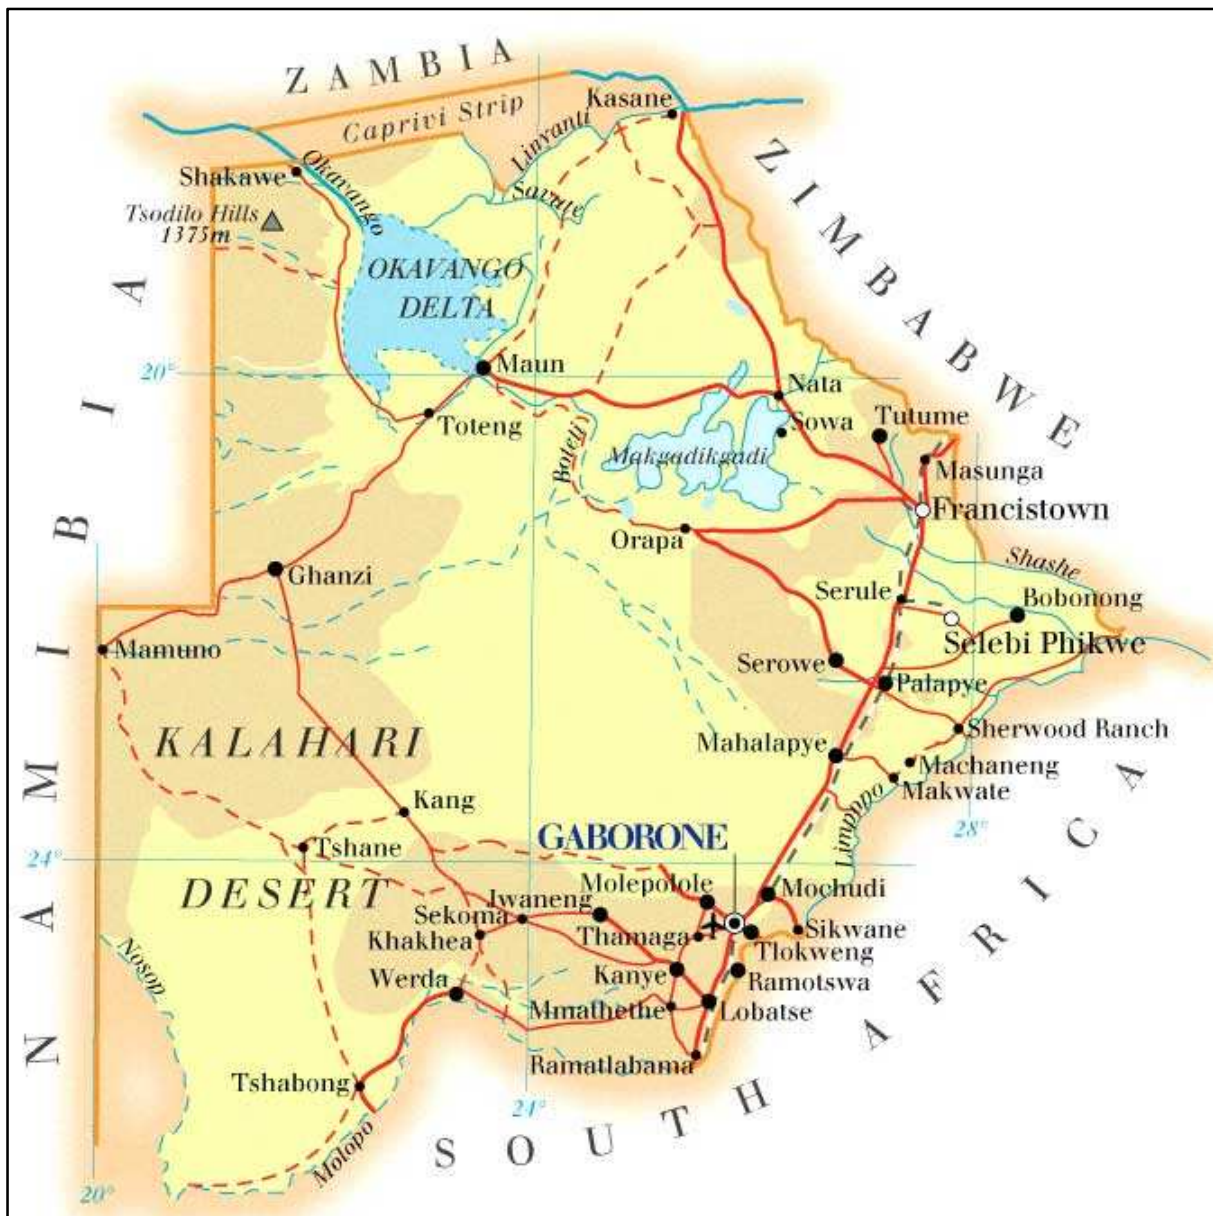 ZAMBIA
Caprivi Strip
Kasane
Linyanti
ZIMBABWE
Shakawe
Okavango
Savute
Tsodilo Hills
1375m
OKAVANGO
DELTA
NAMIBIA
20°
Maun
Nata
Toteng
Sowa
Tutume
Boteti
Makgadikgadi
Masunga
Francistown
Orapa
Shashe
Ghanzi
Serule
Bobonong
Selebi Phikwe
Mamuno
Serowe
Palapye
KALAHARI
Sherwood Ranch
Mahalapye
Machaneng
Makwate
Kang
Limpopo
28°
GABORONE
Tshane
24°
DESERT
Molepolole
Mochudi
Jwaneng
Sekoma
Sikwane
Khakhea
Thamaga
Tlokweng
Nosop
Werda
Kanye
Ramotswa
Mmathethe
Lobatse
Ramatlabama
Tshabong
24°
Molopo
SOUTH AFRICA
20°